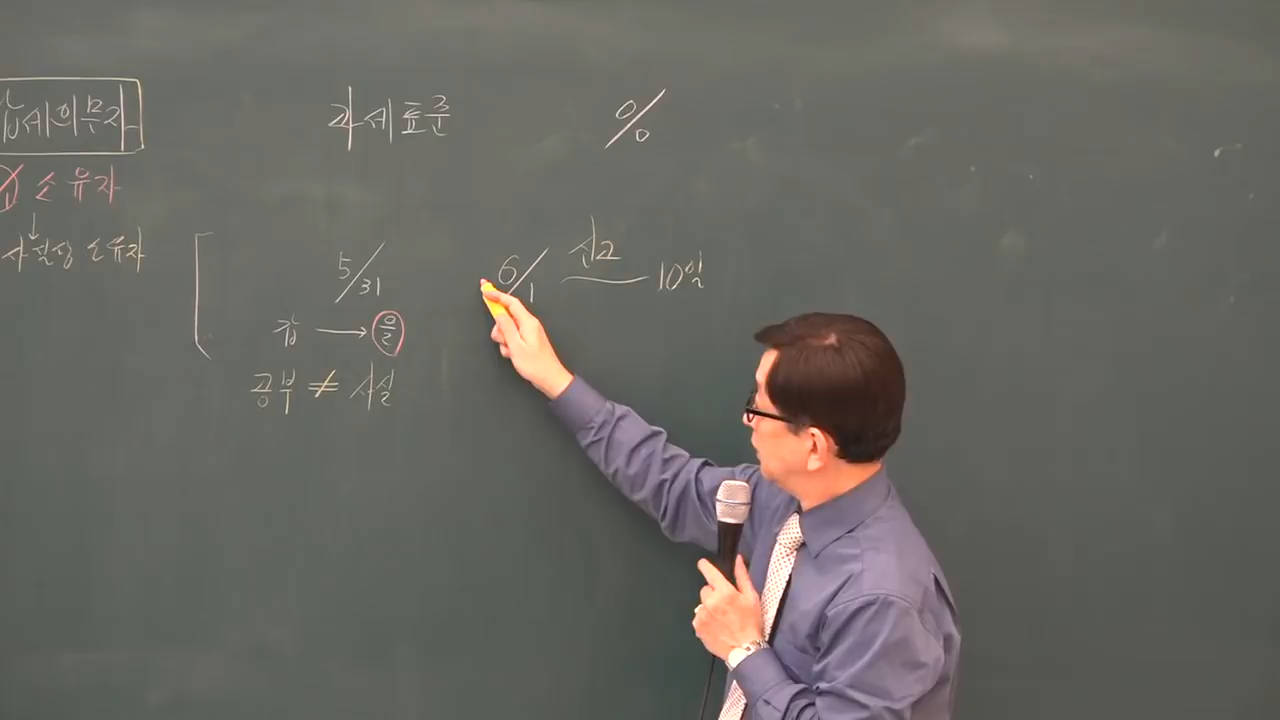 납세의무자 과세표준 %
① 소유자
↓
사실상 소유자
5/31 6/1 신고 10일
갑 → 을
공부 ≠ 사실